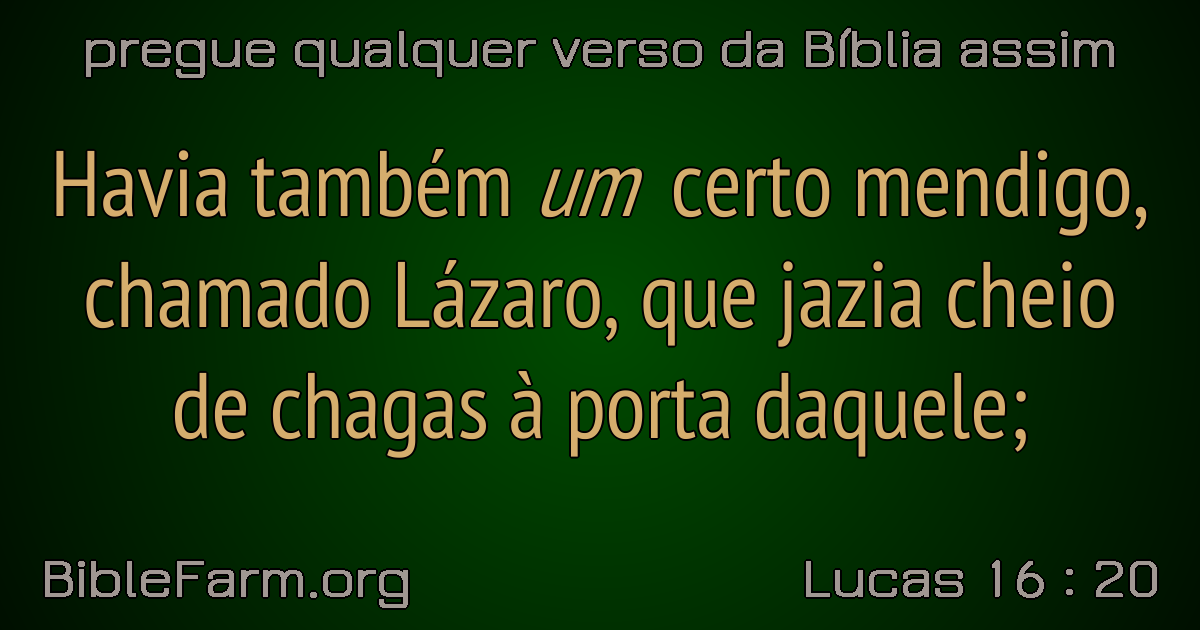 pregue qualquer verso da Bíblia assim
Havia também um certo mendigo,
chamado Lázaro, que jazia cheio
de chagas à porta daquele;
BibleFarm.org
Lucas 16 : 20